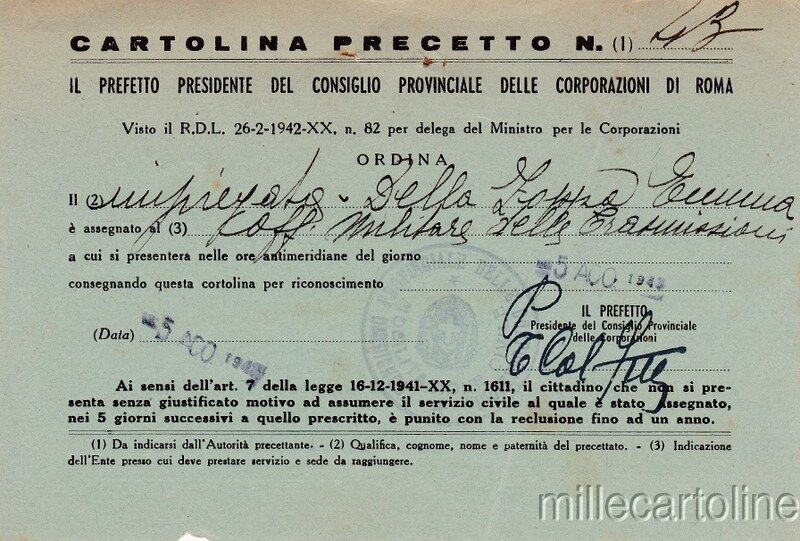 CARTOLINA PRECETTO N. (1)
IL PREFETTO PRESIDENTE DEL CONSIGLIO PROVINCIALE DELLE CORPORAZIONI DI ROMA
Visto il R.D.L. 26-2-1942-XX, n. 82 per delega del Ministro per le Corporazioni
ORDINA
Il (2) impiegata - Della Zoppa Emma
è assegnato al (3) Off. Militare delle Trasmissioni
a cui si presenterà nelle ore antimeridiane del giorno -5 AGO 194
consegnando questa cartolina per riconoscimento
IL PREFETTO
Presidente del Consiglio Provinciale
delle Corporazioni
(Data) -5 AGO. 194
Ai sensi dell'art. 7 della legge 16-12-1941-XX, n. 1611, il cittadino che non si pre-
senta senza giustificato motivo ad assumere il servizio civile al quale è stato assegnato,
nei 5 giorni successivi a quello prescritto, è punito con la reclusione fino ad un anno.
(1) Da indicarsi dall'Autorità precettante. - (2) Qualifica, cognome, nome e paternità del precettato. - (3) Indicazione
dell'Ente presso cui deve prestare servizio e sede da raggiungere.
millecartoline